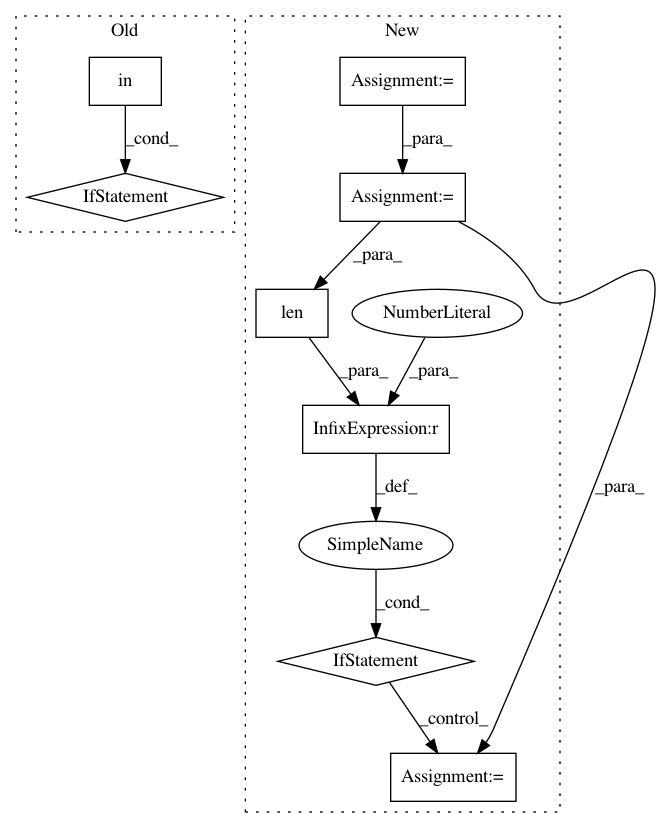 Old
New
in
Assignment:=
_cond_
_para_
IfStatement
Assignment:=
_para_
len
NumberLiteral
_para_
_para_
InfixExpression:r
_para_
_def_
SimpleName
_cond_
IfStatement
_control_
Assignment:=